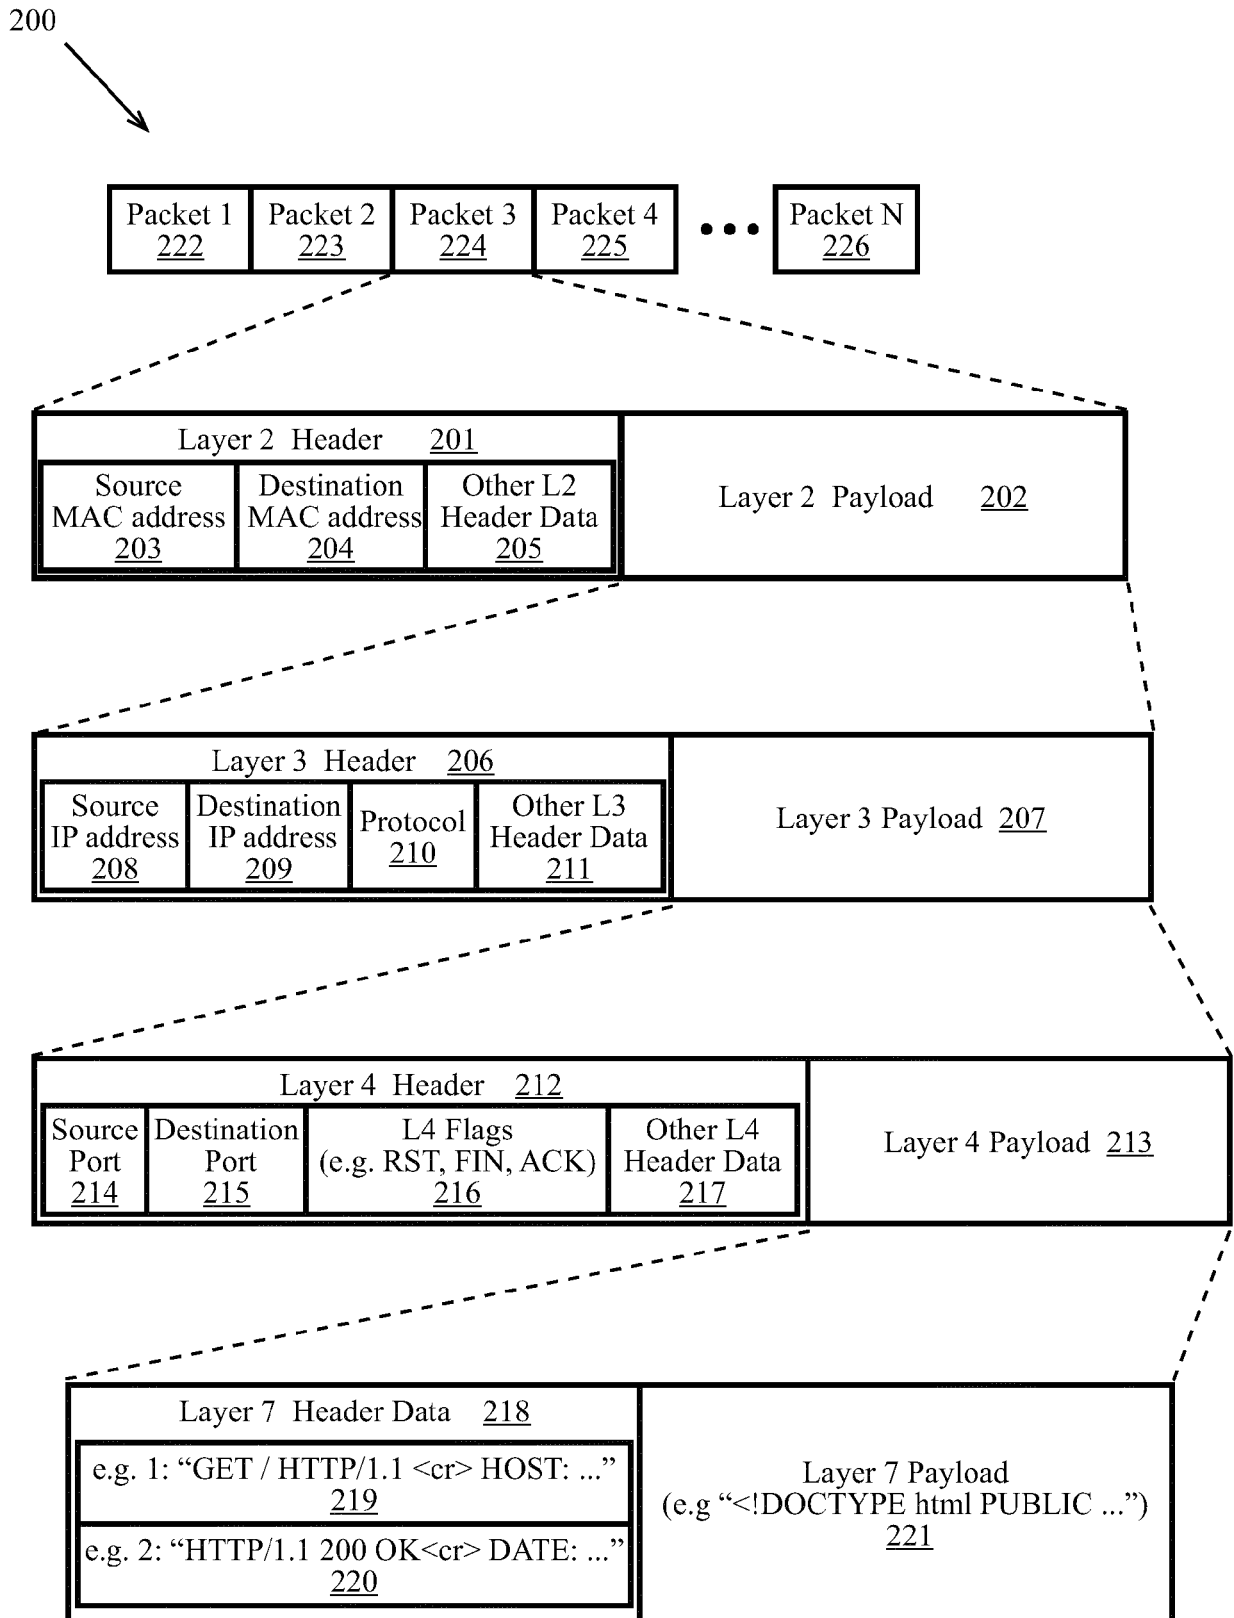 200
Packet 1 Packet 2 Packet 3 Packet 4 ••• Packet N
222 223 224 225 226
Layer 2 Header 201
Source MAC address 203
Destination MAC address 204
Other L2 Header Data 205
Layer 2 Payload 202
Layer 3 Header 206
Source IP address 208
Destination IP address 209
Protocol 210
Other L3 Header Data 211
Layer 3 Payload 207
Layer 4 Header 212
Source Port 214
Destination Port 215
L4 Flags (e.g. RST, FIN, ACK) 216
Other L4 Header Data 217
Layer 4 Payload 213
Layer 7 Header Data 218
e.g. 1: “GET / HTTP/1.1 <cr> HOST: ...”
219
e.g. 2: “HTTP/1.1 200 OK<cr> DATE: ...”
220
Layer 7 Payload
(e.g “<!DOCTYPE html PUBLIC ...”)
221